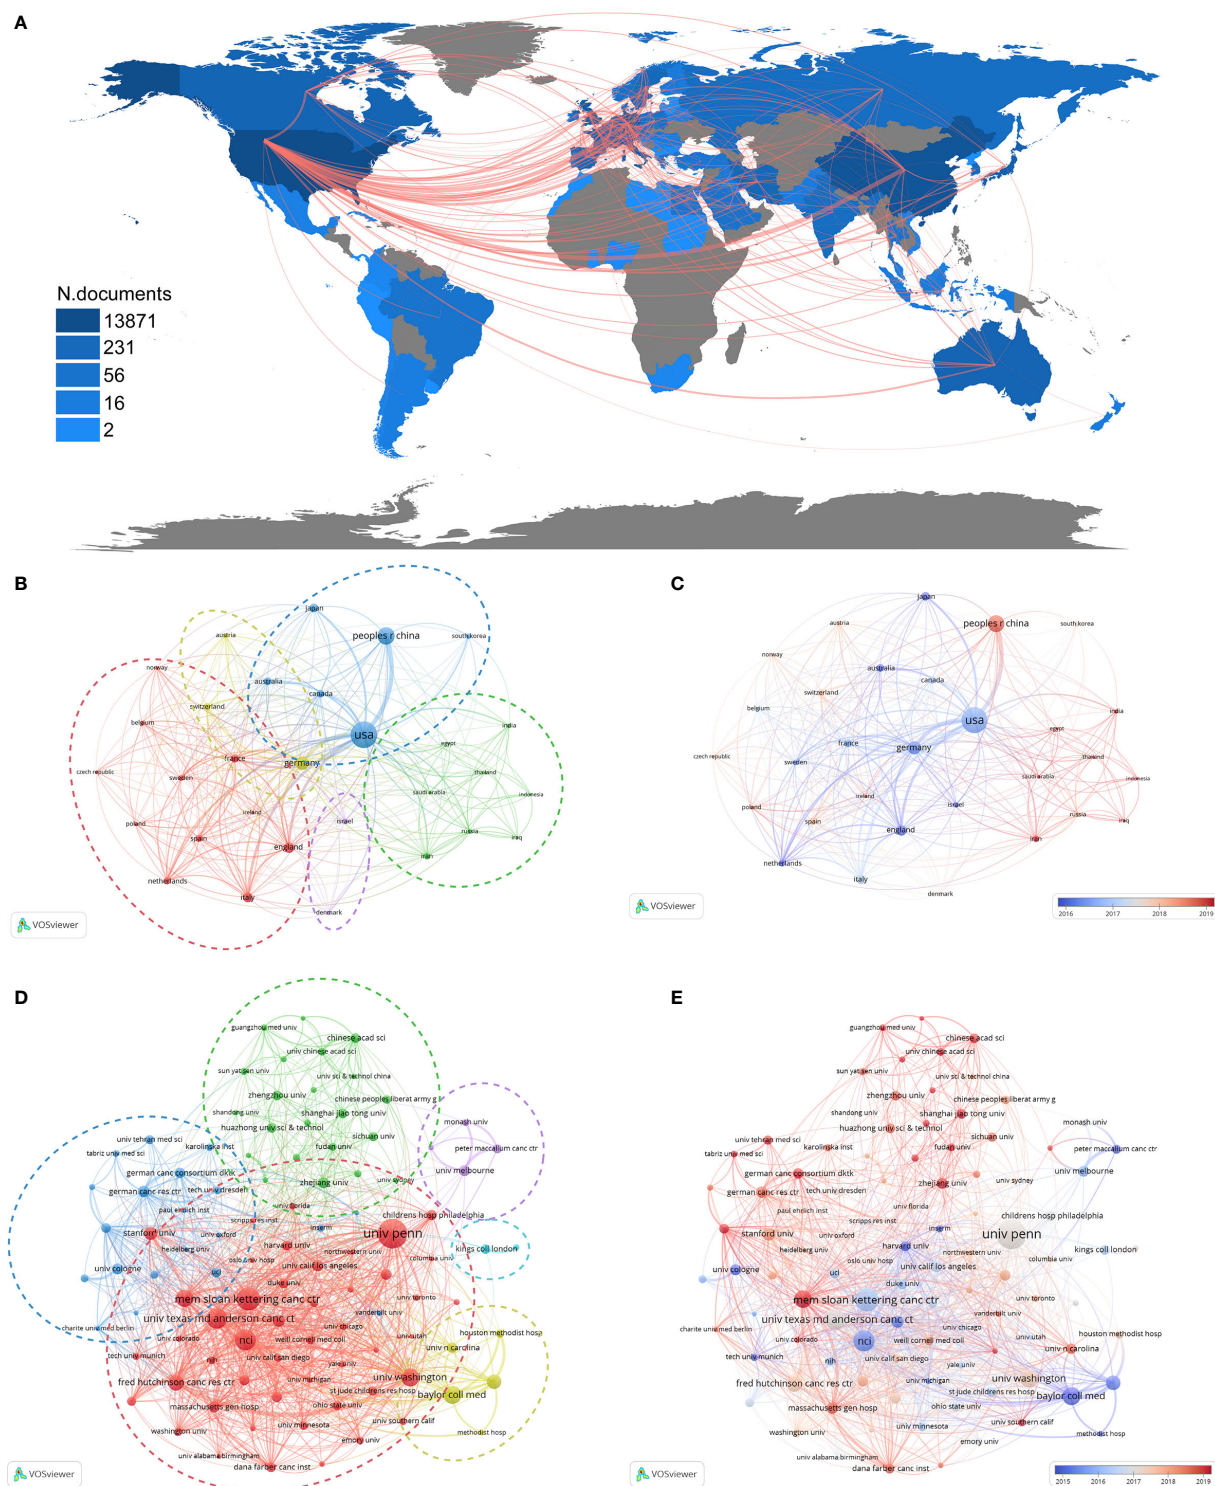 A
N.documents
13871
231
56
16
2
B
japan
peoples r china
south korea
austria
norway
australia
canada
switzerland
belgium
usa
india
egypt
france
germany
czech republic
sweden
thailand
saudi arabia
indonesia
ireland
israel
poland
spain
russia
iraq
england
iran
netherlands
italy
denmark
VOSviewer
C
japan
austria
peoples r china
south korea
norway
australia
canada
switzerland
belgium
usa
india
egypt
france
germany
czech republic
sweden
thailand
saudi arabia
indonesia
ireland
israel
poland
spain
russia
iraq
england
iran
netherlands
italy
denmark
VOSviewer
2016 2017 2018 2019
D
guangzhou med univ
chinese acad sci
univ chinese acad sci
sun yat sen univ
univ sci & technol china
zhengzhou univ
chinese peoples liberat army g
shandong univ
shanghai jiao tong univ
monash univ
huazhong univ sci & technol
sichuan univ
univ tehran med sci
karolinska inst
fudan univ
peter maccallum canc ctr
tabriz univ med sci
german canc consortium dktk
univ melbourne
tech univ dresden
zhejiang univ
univ sydney
german canc res ctr
paul ehrlich inst
univ florida
childrens hosp philadelphia
scripps res inst
stanford univ
univ oxford
inserm
univ penn
heidelberg univ
harvard univ
northwestern univ
kings coll london
oslo univ hosp
columbia univ
univ cologne
ucl
univ calif los angeles
duke univ
mem sloan kettering canc ctr
univ toronto
vanderbilt univ
univ texas md anderson canc ct
charite univ med berlin
univ chicago
houston methodist hosp
univ colorado
nci
weill cornell med coll
univ utah
univ n carolina
tech univ munich
nih
yale univ
univ calif san diego
fred hutchinson canc res ctr
univ michigan
univ washington
st jude childrens res hosp
baylor coll med
massachusetts gen hosp
ohio state univ
washington univ
univ minnesota
univ southern calif
methodist hosp
emory univ
univ alabama birmingham
dana farber canc inst
VOSviewer
E
guangzhou med univ
chinese acad sci
univ chinese acad sci
sun yat sen univ
univ sci & technol china
zhengzhou univ
chinese peoples liberat army g
shandong univ
shanghai jiao tong univ
monash univ
huazhong univ sci & technol
sichuan univ
univ tehran med sci
karolinska inst
fudan univ
peter maccallum canc ctr
tabriz univ med sci
german canc consortium dktk
univ melbourne
tech univ dresden
zhejiang univ
univ sydney
german canc res ctr
paul ehrlich inst
univ florida
childrens hosp philadelphia
scripps res inst
stanford univ
univ oxford
inserm
univ penn
heidelberg univ
harvard univ
northwestern univ
kings coll london
oslo univ hosp
columbia univ
univ cologne
ucl
univ calif los angeles
duke univ
mem sloan kettering canc ctr
univ toronto
vanderbilt univ
univ texas md anderson canc ct
charite univ med berlin
univ chicago
houston methodist hosp
univ colorado
nci
weill cornell med coll
univ utah
univ n carolina
tech univ munich
nih
yale univ
univ calif san diego
fred hutchinson canc res ctr
univ michigan
univ washington
st jude childrens res hosp
baylor coll med
massachusetts gen hosp
ohio state univ
washington univ
univ minnesota
univ southern calif
methodist hosp
emory univ
univ alabama birmingham
dana farber canc inst
VOSviewer
2015 2016 2017 2018 2019